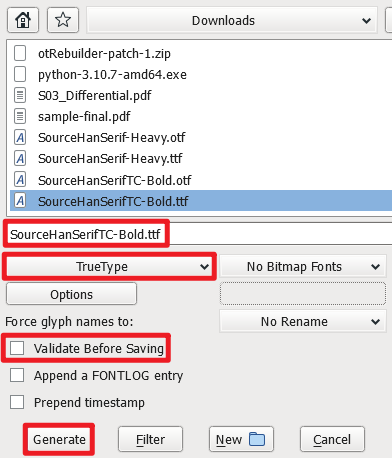 Downloads
otRebuilder-patch-1.zip
python-3.10.7-amd64.exe
S03_Differential.pdf
sample-final.pdf
SourceHanSerif-Heavy.otf
SourceHanSerif-Heavy.ttf
SourceHanSerifTC-Bold.otf
SourceHanSerifTC-Bold.ttf
SourceHanSerifTC-Bold.ttf
TrueType No Bitmap Fonts
Options
Force glyph names to: No Rename
Validate Before Saving
Append a FONTLOG entry
Prepend timestamp
Generate Filter New Cancel